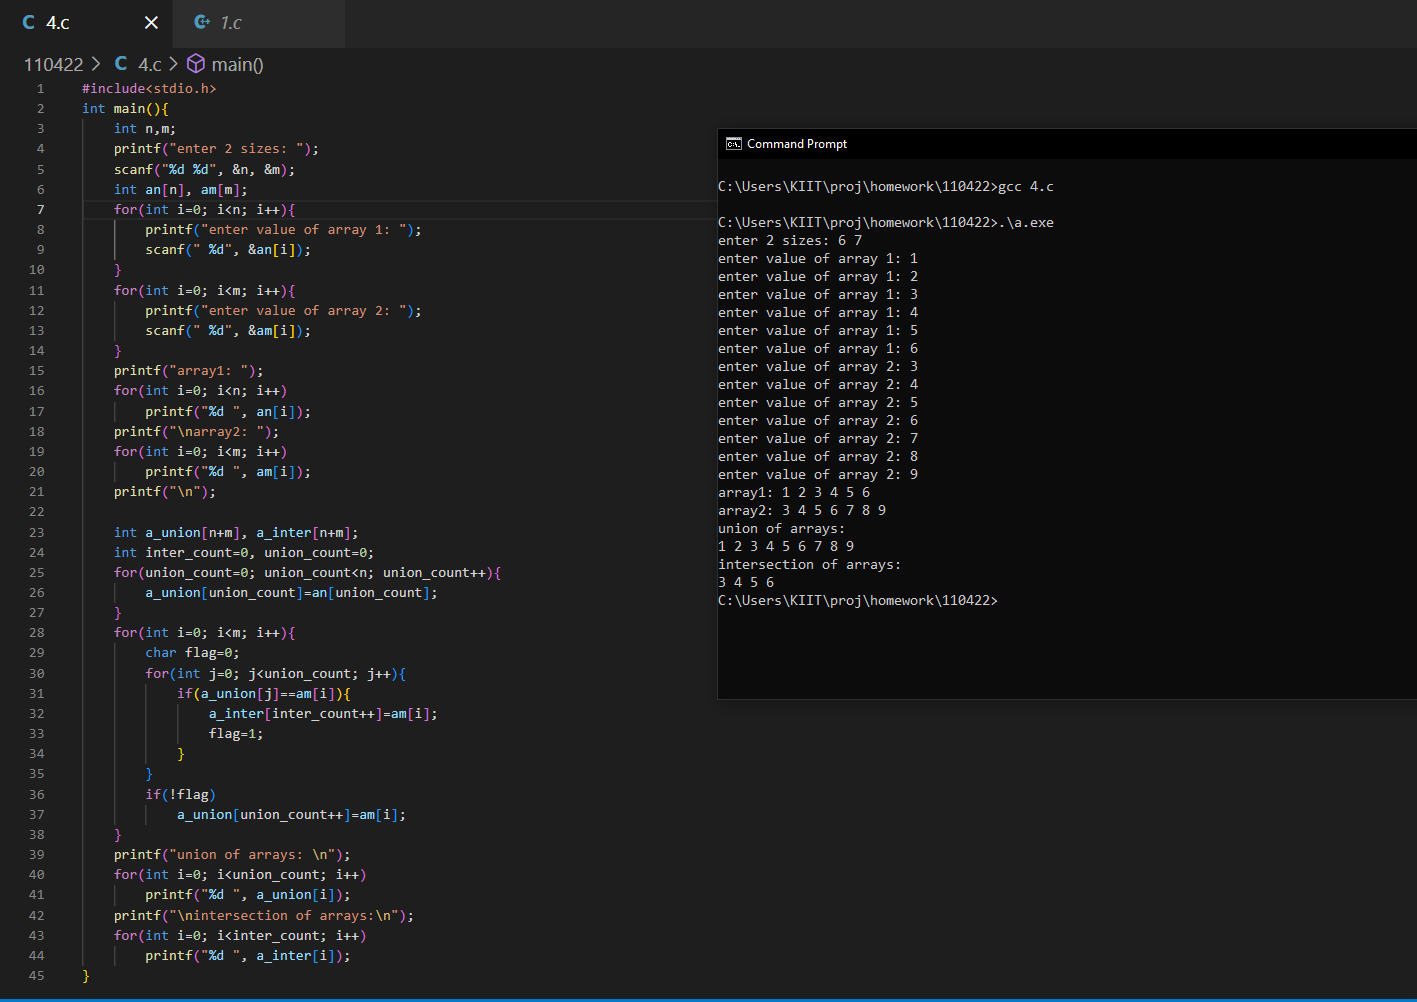 C 4.c × C++ 1.c
110422 > C 4.c > main()
1 #include<stdio.h>
2 int main(){
3 int n,m;
4 printf("enter 2 sizes: ");
5 scanf("%d %d", &n, &m);
6 int an[n], am[m];
7 for(int i=0; i<n; i++){
8 printf("enter value of array 1: ");
9 scanf(" %d", &an[i]);
10 }
11 for(int i=0; i<m; i++){
12 printf("enter value of array 2: ");
13 scanf(" %d", &am[i]);
14 }
15 printf("array1: ");
16 for(int i=0; i<n; i++)
17 printf("%d ", an[i]);
18 printf("\narray2: ");
19 for(int i=0; i<m; i++)
20 printf("%d ", am[i]);
21 printf("\n");
22
23 int a_union[n+m], a_inter[n+m];
24 int inter_count=0, union_count=0;
25 for(union_count=0; union_count<n; union_count++){
26 a_union[union_count]=an[union_count];
27 }
28 for(int i=0; i<m; i++){
29 char flag=0;
30 for(int j=0; j<union_count; j++){
31 if(a_union[j]==am[i]){
32 a_inter[inter_count++]=am[i];
33 flag=1;
34 }
35 }
36 if(!flag)
37 a_union[union_count++]=am[i];
38 }
39 printf("union of arrays: \n");
40 for(int i=0; i<union_count; i++)
41 printf("%d ", a_union[i]);
42 printf("\nintersection of arrays:\n");
43 for(int i=0; i<inter_count; i++)
44 printf("%d ", a_inter[i]);
45 }
Command Prompt
C:\Users\KIIT\proj\homework\110422>gcc 4.c
C:\Users\KIIT\proj\homework\110422>.\a.exe
enter 2 sizes: 6 7
enter value of array 1: 1
enter value of array 1: 2
enter value of array 1: 3
enter value of array 1: 4
enter value of array 1: 5
enter value of array 1: 6
enter value of array 2: 3
enter value of array 2: 4
enter value of array 2: 5
enter value of array 2: 6
enter value of array 2: 7
enter value of array 2: 8
enter value of array 2: 9
array1: 1 2 3 4 5 6
array2: 3 4 5 6 7 8 9
union of arrays:
1 2 3 4 5 6 7 8 9
intersection of arrays:
3 4 5 6
C:\Users\KIIT\proj\homework\110422>